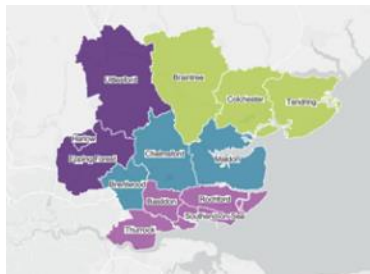 Uttlesford
Braintree
Colchester
Tendring
Harlow
Epping Forest
Chelmsford
Maldon
Brentwood
Basildon
Rochford
Southend-on-Sea
Thurrock